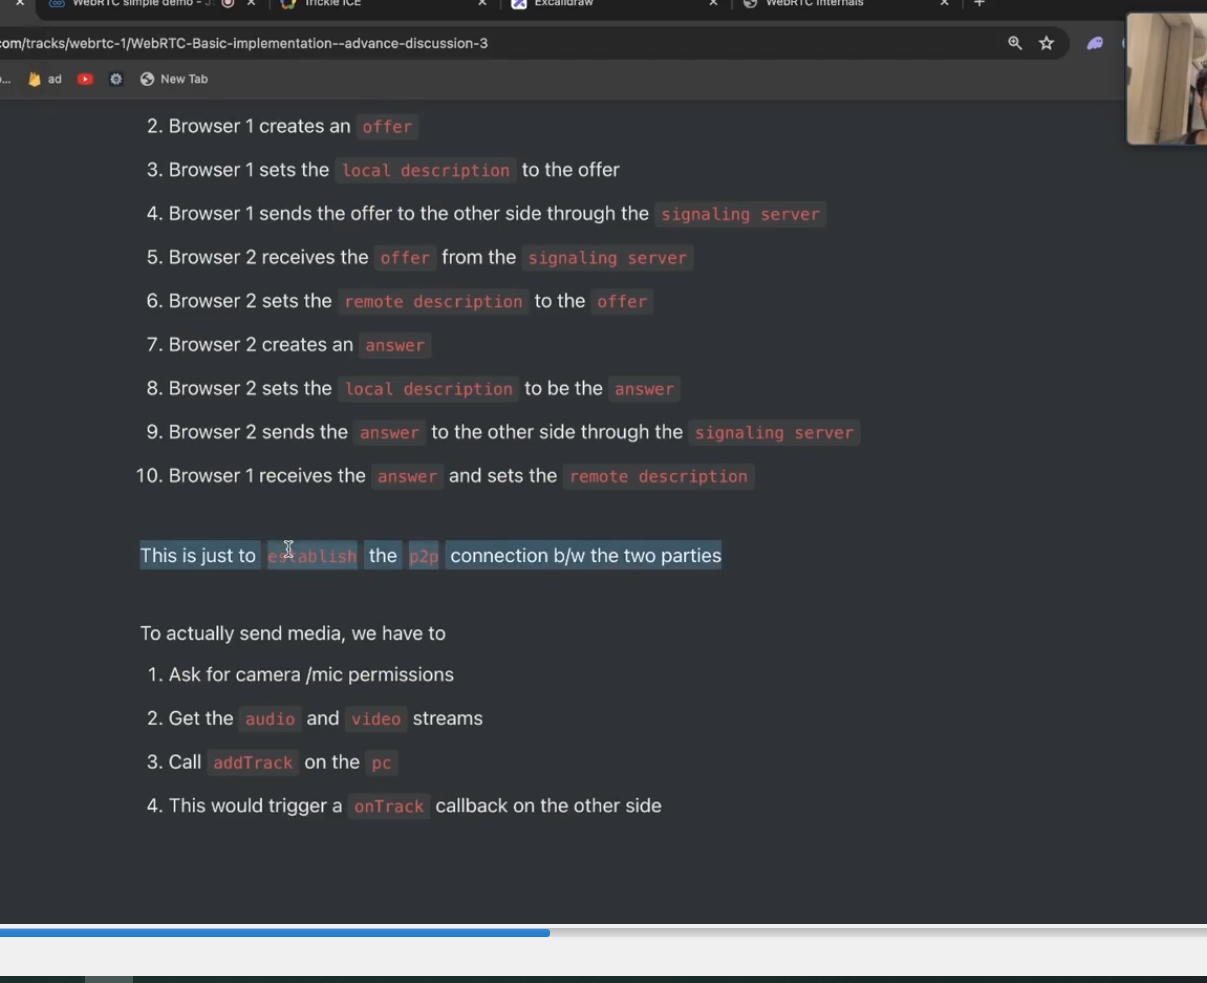 WebRTC simple demo - J
Trickle ICE
Excalidraw
WebRTC Internals
com/tracks/webrtc-1/WebRTC-Basic-implementation--advance-discussion-3
ad
New Tab
2. Browser 1 creates an offer
3. Browser 1 sets the local description to the offer
4. Browser 1 sends the offer to the other side through the signaling server
5. Browser 2 receives the offer from the signaling server
6. Browser 2 sets the remote description to the offer
7. Browser 2 creates an answer
8. Browser 2 sets the local description to be the answer
9. Browser 2 sends the answer to the other side through the signaling server
10. Browser 1 receives the answer and sets the remote description
This is just to establish the p2p connection b/w the two parties
To actually send media, we have to
1. Ask for camera /mic permissions
2. Get the audio and video streams
3. Call addTrack on the pc
4. This would trigger a onTrack callback on the other side